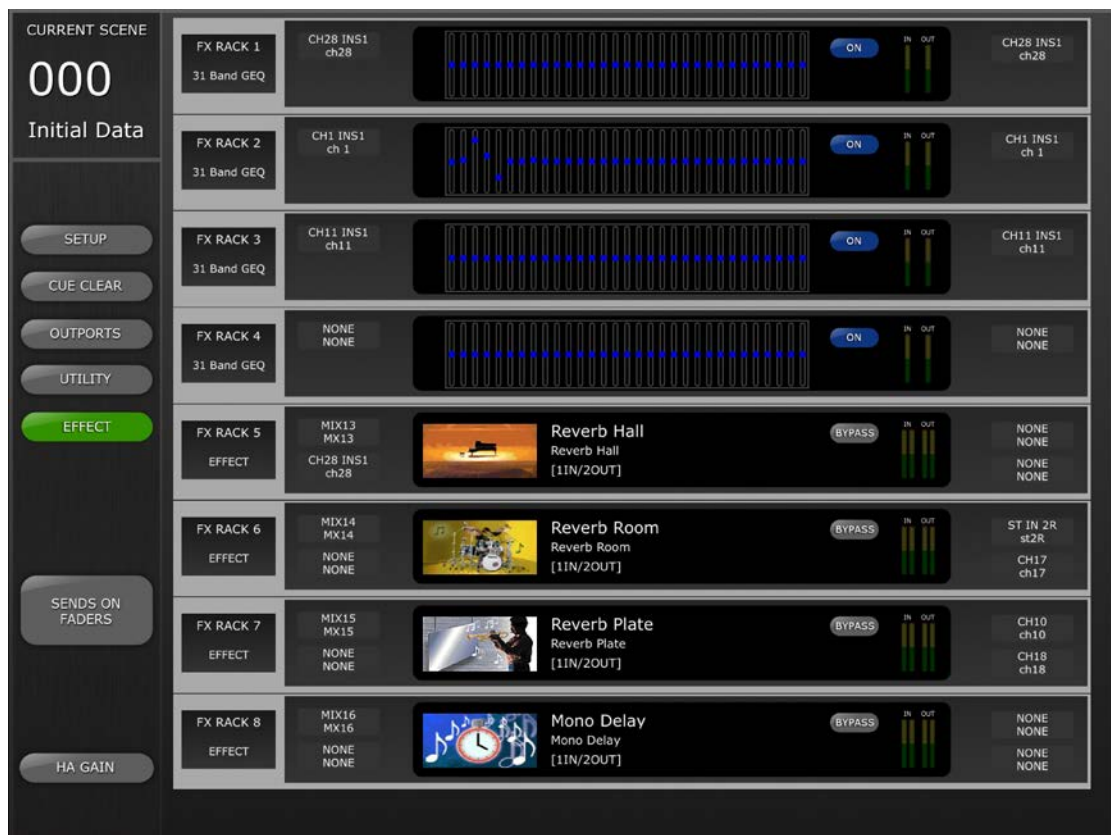 CURRENT SCENE
000
Initial Data
SETUP
CUE CLEAR
OUTPORTS
UTILITY
EFFECT
SENDS ON
FADERS
HA GAIN
FX RACK 1
31 Band GEQ
CH28 INS1
ch28
ON
IN OUT
CH28 INS1
ch28
FX RACK 2
31 Band GEQ
CH1 INS1
ch 1
ON
IN OUT
CH1 INS1
ch 1
FX RACK 3
31 Band GEQ
CH11 INS1
ch11
ON
IN OUT
CH11 INS1
ch11
FX RACK 4
31 Band GEQ
NONE
NONE
ON
IN OUT
NONE
NONE
FX RACK 5
EFFECT
MIX13
MX13
CH28 INS1
ch28
Reverb Hall
Reverb Hall
[1IN/2OUT]
BYPASS
IN OUT
NONE
NONE
NONE
NONE
FX RACK 6
EFFECT
MIX14
MX14
NONE
NONE
Reverb Room
Reverb Room
[1IN/2OUT]
BYPASS
IN OUT
ST IN 2R
st2R
CH17
ch17
FX RACK 7
EFFECT
MIX15
MX15
NONE
NONE
Reverb Plate
Reverb Plate
[1IN/2OUT]
BYPASS
IN OUT
CH10
ch10
CH18
ch18
FX RACK 8
EFFECT
MIX16
MX16
NONE
NONE
Mono Delay
Mono Delay
[1IN/2OUT]
BYPASS
IN OUT
NONE
NONE
NONE
NONE